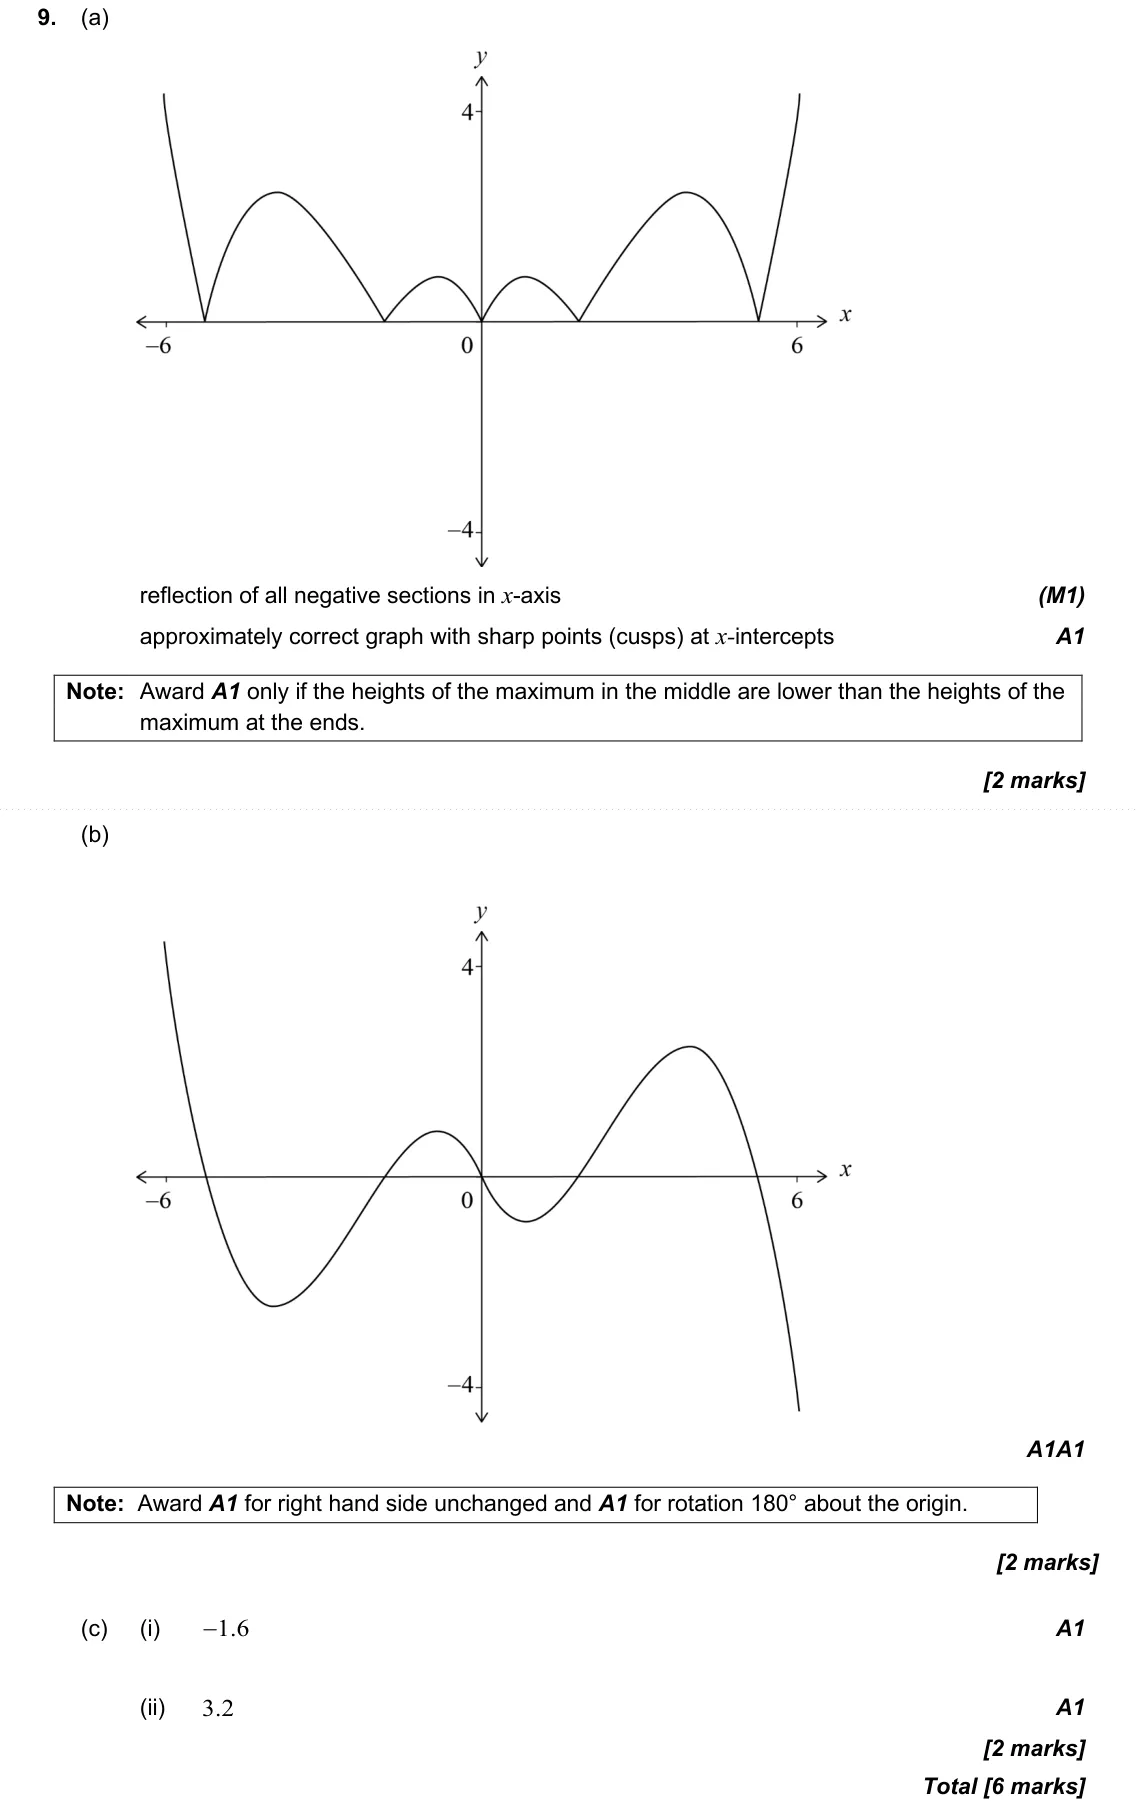 9. (a)
y
4
x
–6
0
6
–4
reflection of all negative sections in x-axis (M1)
approximately correct graph with sharp points (cusps) at x-intercepts A1
Note: Award A1 only if the heights of the maximum in the middle are lower than the heights of the
maximum at the ends.
[2 marks]
(b)
y
4
x
–6
0
6
–4
A1A1
Note: Award A1 for right hand side unchanged and A1 for rotation 180° about the origin.
[2 marks]
(c) (i) –1.6 A1
(ii) 3.2 A1
[2 marks]
Total [6 marks]